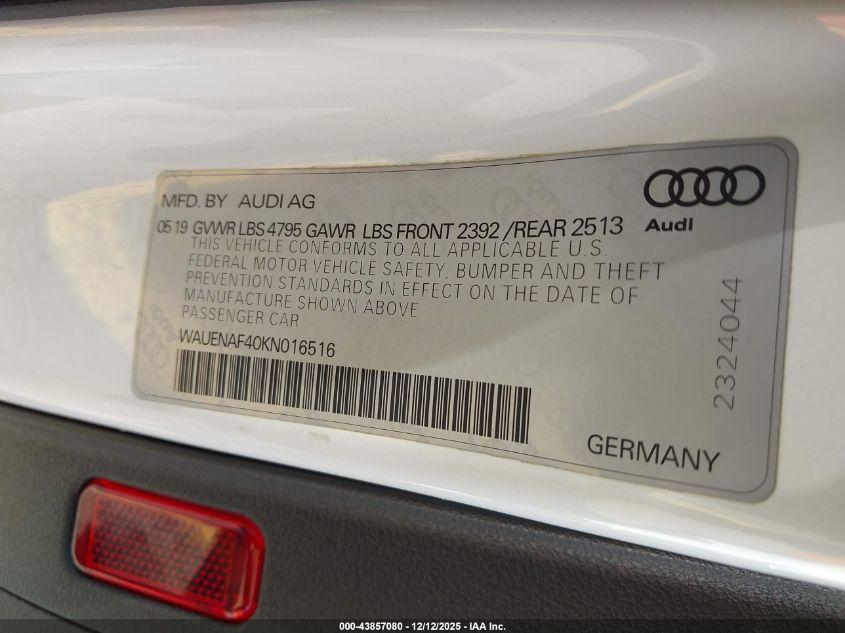 MFD. BY AUDI AG
Audi
05 19 GVWR LBS 4795 GAWR LBS FRONT 2392 /REAR 2513
THIS VEHICLE CONFORMS TO ALL APPLICABLE U.S.
FEDERAL MOTOR VEHICLE SAFETY, BUMPER AND THEFT
PREVENTION STANDARDS IN EFFECT ON THE DATE OF
MANUFACTURE SHOWN ABOVE
PASSENGER CAR
WAUENAF40KN016516
2324044
GERMANY
000-43857080 - 12/12/2025 - IAA Inc.